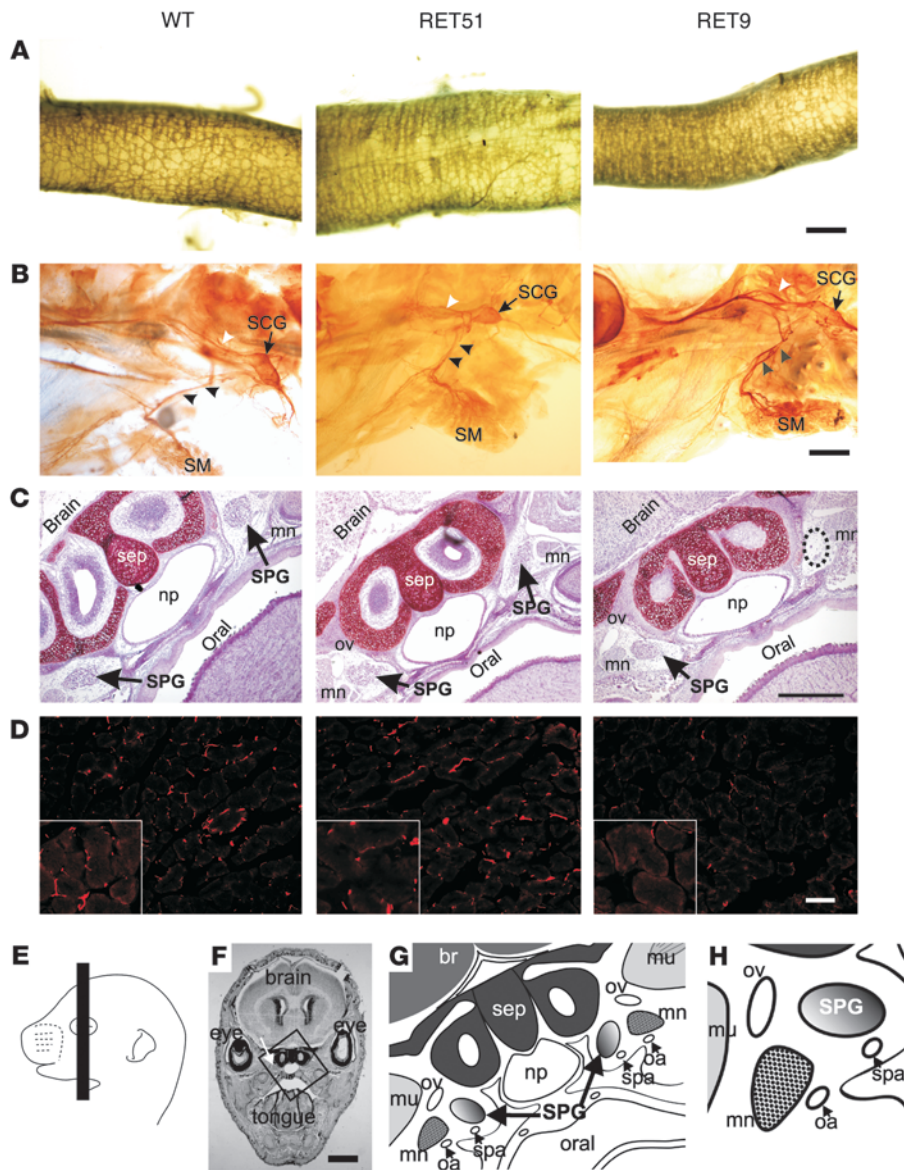 WT RET51 RET9
A
B
SCG SCG SCG
SM SM SM
C
Brain sep mn SPG np Oral SPG
Brain sep mn SPG ov np Oral mn SPG
sep mn np Oral mn SPG
D
E
F
brain
eye eye
tongue
G
br mu
sep ov
mn
np oa
ov spa
mu SPG
mn spa oral
oa
H
ov SPG
mu spa
mn oa